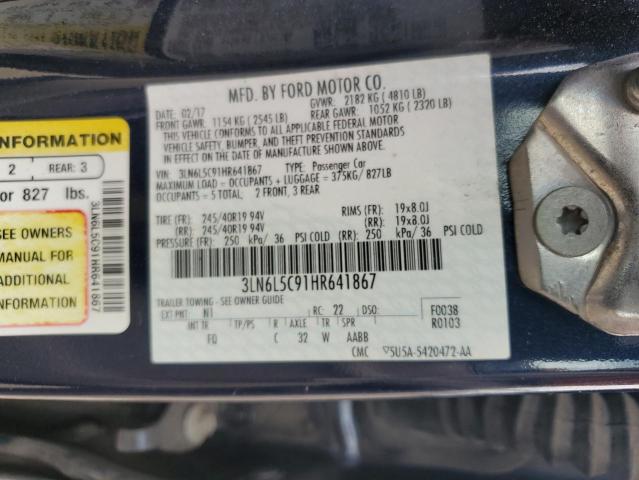 MFD. BY FORD MOTOR CO.
DATE: 02/17 GVWR: 2182 KG ( 4810 LB)
FRONT GAWR: 1154 KG ( 2545 LB) REAR GAWR: 1052 KG ( 2320 LB)
THIS VEHICLE CONFORMS TO ALL APPLICABLE FEDERAL MOTOR
VEHICLE SAFETY, BUMPER, AND THEFT PREVENTION STANDARDS
IN EFFECT ON THE DATE OF MANUFACTURE SHOWN ABOVE.
VIN: 3LN6L5C91HR641867 TYPE: Passenger Car
MAXIMUM LOAD = OCCUPANTS + LUGGAGE = 375KG/ 827LB
OCCUPANTS = 5 TOTAL, 2 FRONT, 3 REAR
TIRE (FR): 245/40R19 94V RIMS (FR): 19x8.0J
(RR): 245/40R19 94V (RR): 19x8.0J
PRESSURE (FR): 250 kPa/ 36 PSI COLD (RR): 250 kPa/ 36 PSI COLD
3LN6L5C91HR641867
TRAILER TOWING - SEE OWNER GUIDE
EXT PNT: N1 RC: 22 DSO: F0038
INT TR TP/PS R AXLE TR SPR R0103
FO C 32 W AABB
CMC 5U5A-5420472-AA
INFORMATION
2 REAR: 3
or 827 lbs.
SEE OWNERS
MANUAL FOR
ADDITIONAL
3LN6L5C91HR641867